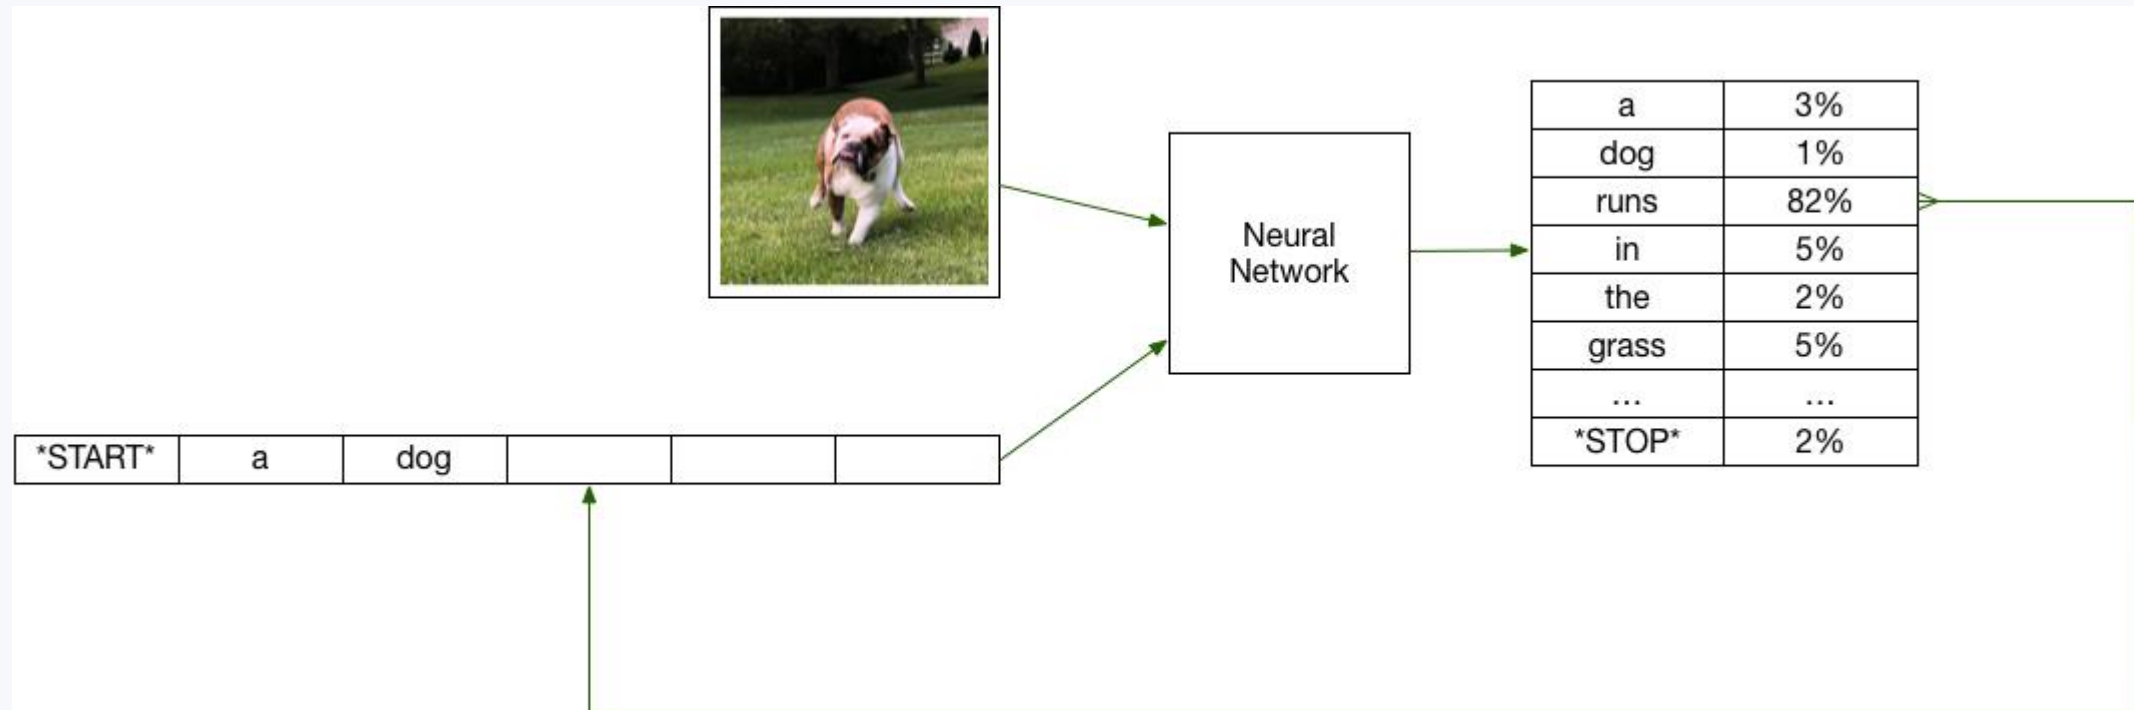 Neural
Network
a 3%
dog 1%
runs 82%
in 5%
the 2%
grass 5%
... ...
*STOP* 2%
*START* a dog